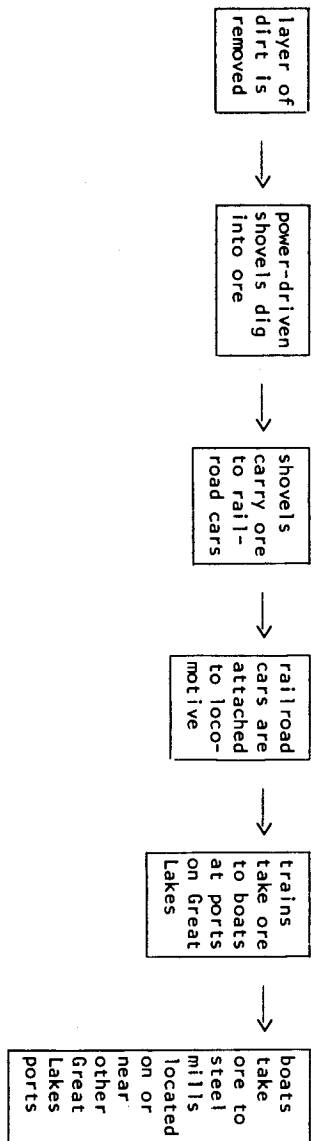 layer of
dirt is
removed
power-driven
shovels dig
into ore
shovels
carry ore
to rail-
road cars
railroad
cars are
attached
to loco-
motive
trains
take ore
to boats
at ports
on Great
Lakes
boats
take
ore to
steel
mills
located
on or
near
other
Great
Lakes
ports